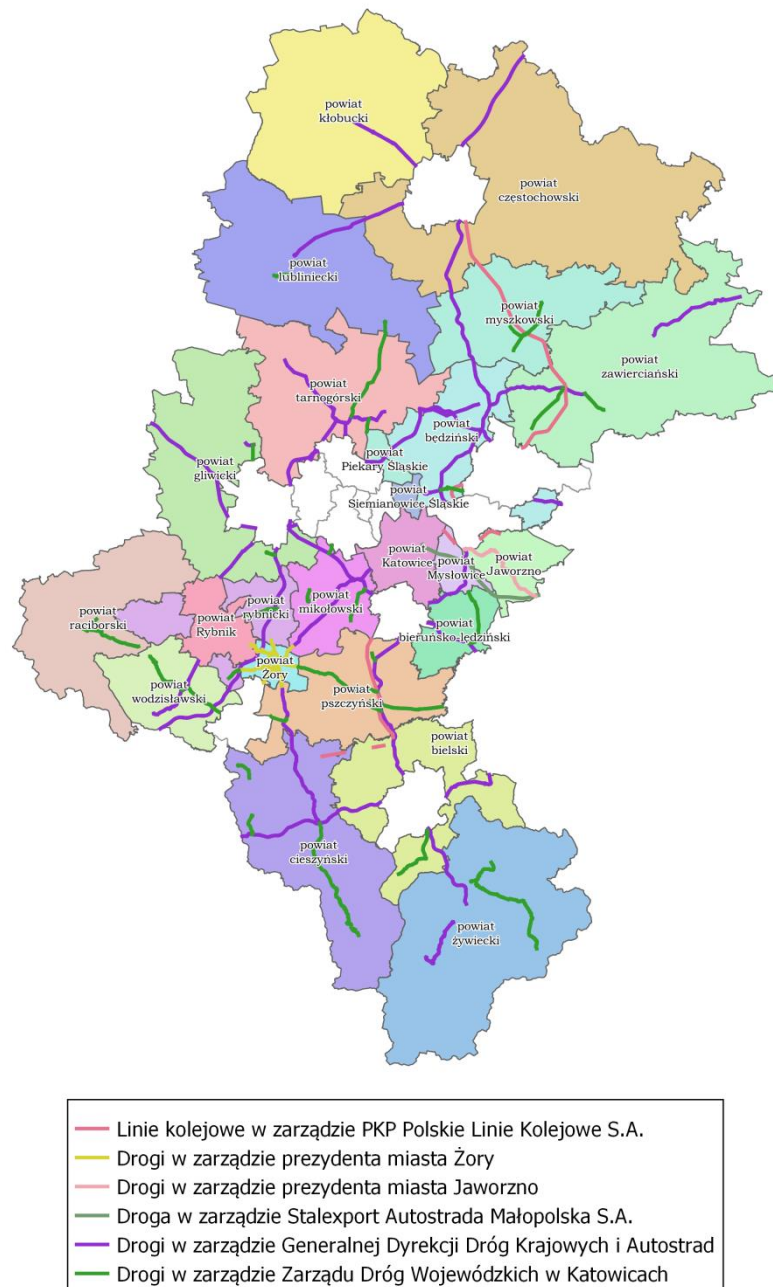 powiat
kłobucki
powiat
częstochowski
powiat
lubliniecki
powiat
myszkowski
powiat
zawierciański
powiat
tarnogórski
powiat
będziński
powiat
Piekary Śląskie
powiat
gliwicki
powiat
Siemianowice Śląskie
powiat
Katowice
powiat
Mysłowice
powiat
Jaworzno
powiat
raciborski
powiat
Rybnik
powiat
rybnicki
powiat
mikołowski
powiat
bieruńsko-lędziński
powiat
Żory
powiat
wodzisławski
powiat
pszczyński
powiat
bielski
powiat
cieszyński
powiat
żywiecki
Linie kolejowe w zarządzie PKP Polskie Linie Kolejowe S.A.
Drogi w zarządzie prezydenta miasta Żory
Drogi w zarządzie prezydenta miasta Jaworzno
Droga w zarządzie Stalexport Autostrada Małopolska S.A.
Drogi w zarządzie Generalnej Dyrekcji Dróg Krajowych i Autostrad
Drogi w zarządzie Zarządu Dróg Wojewódzkich w Katowicach